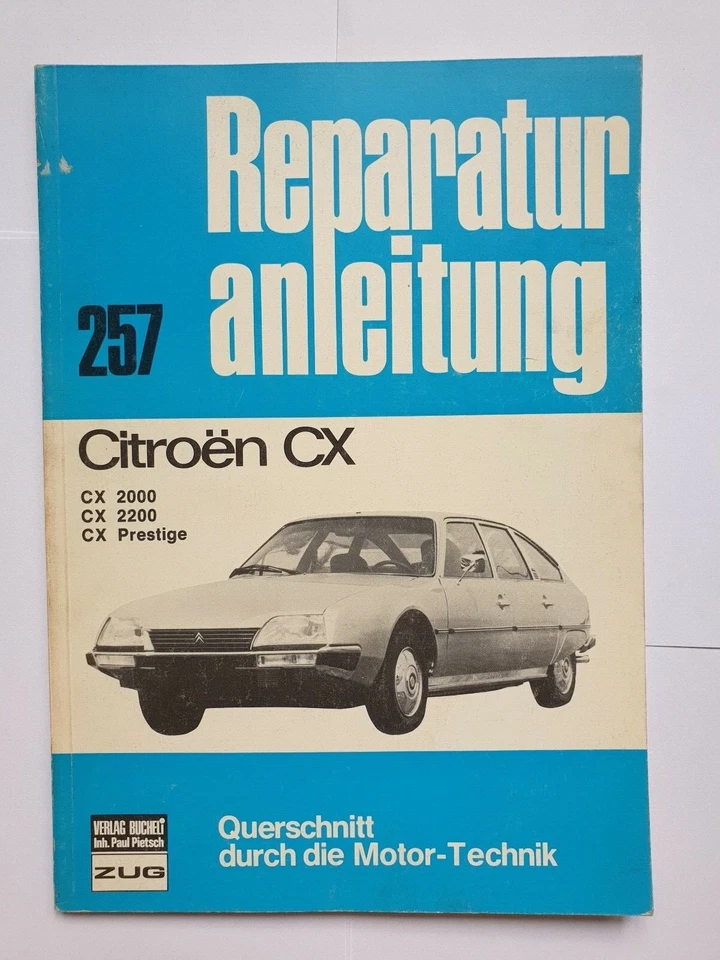 Reparatur
anleitung
257
Citroën CX
CX 2000
CX 2200
CX Prestige
VERLAG BUCHELI
Inh. Paul Pietsch
ZUG
Querschnitt
durch die Motor-Technik